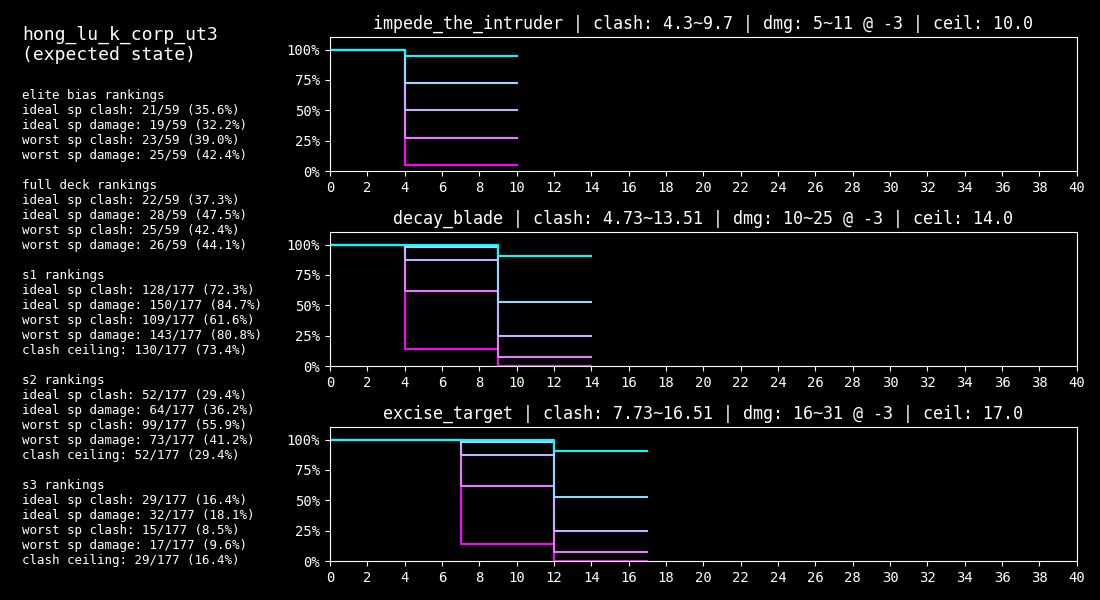 hong_lu_k_corp_ut3
(expected state)
elite bias rankings
ideal sp clash: 21/59 (35.6%)
ideal sp damage: 19/59 (32.2%)
worst sp clash: 23/59 (39.0%)
worst sp damage: 25/59 (42.4%)
full deck rankings
ideal sp clash: 22/59 (37.3%)
ideal sp damage: 28/59 (47.5%)
worst sp clash: 25/59 (42.4%)
worst sp damage: 26/59 (44.1%)
s1 rankings
ideal sp clash: 128/177 (72.3%)
ideal sp damage: 150/177 (84.7%)
worst sp clash: 109/177 (61.6%)
worst sp damage: 143/177 (80.8%)
clash ceiling: 130/177 (73.4%)
s2 rankings
ideal sp clash: 52/177 (29.4%)
ideal sp damage: 64/177 (36.2%)
worst sp clash: 99/177 (55.9%)
worst sp damage: 73/177 (41.2%)
clash ceiling: 52/177 (29.4%)
s3 rankings
ideal sp clash: 29/177 (16.4%)
ideal sp damage: 32/177 (18.1%)
worst sp clash: 15/177 (8.5%)
worst sp damage: 17/177 (9.6%)
clash ceiling: 29/177 (16.4%)
impede_the_intruder | clash: 4.3~9.7 | dmg: 5~11 @ -3 | ceil: 10.0
100%
75%
50%
25%
0%
0 2 4 6 8 10 12 14 16 18 20 22 24 26 28 30 32 34 36 38 40
decay_blade | clash: 4.73~13.51 | dmg: 10~25 @ -3 | ceil: 14.0
100%
75%
50%
25%
0%
0 2 4 6 8 10 12 14 16 18 20 22 24 26 28 30 32 34 36 38 40
excise_target | clash: 7.73~16.51 | dmg: 16~31 @ -3 | ceil: 17.0
100%
75%
50%
25%
0%
0 2 4 6 8 10 12 14 16 18 20 22 24 26 28 30 32 34 36 38 40